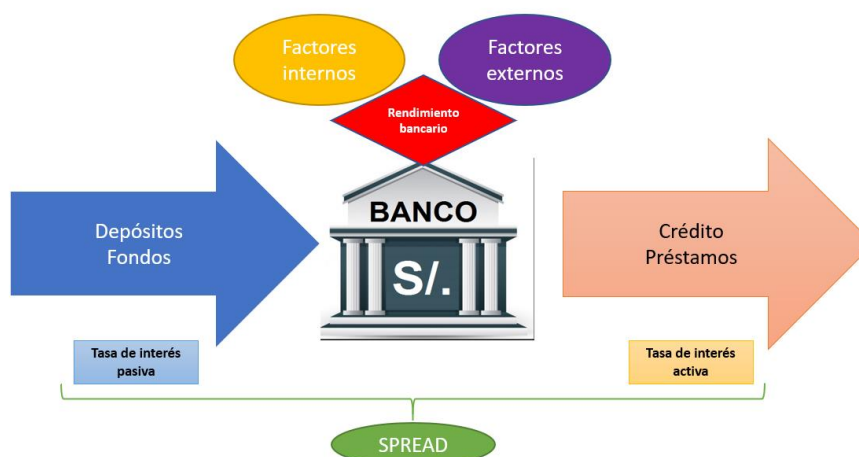 Factores
internos
Factores
externos
Rendimiento
bancario
Depósitos
Fondos
BANCO
S/.
Crédito
Préstamos
Tasa de interés
pasiva
Tasa de interés
activa
SPREAD